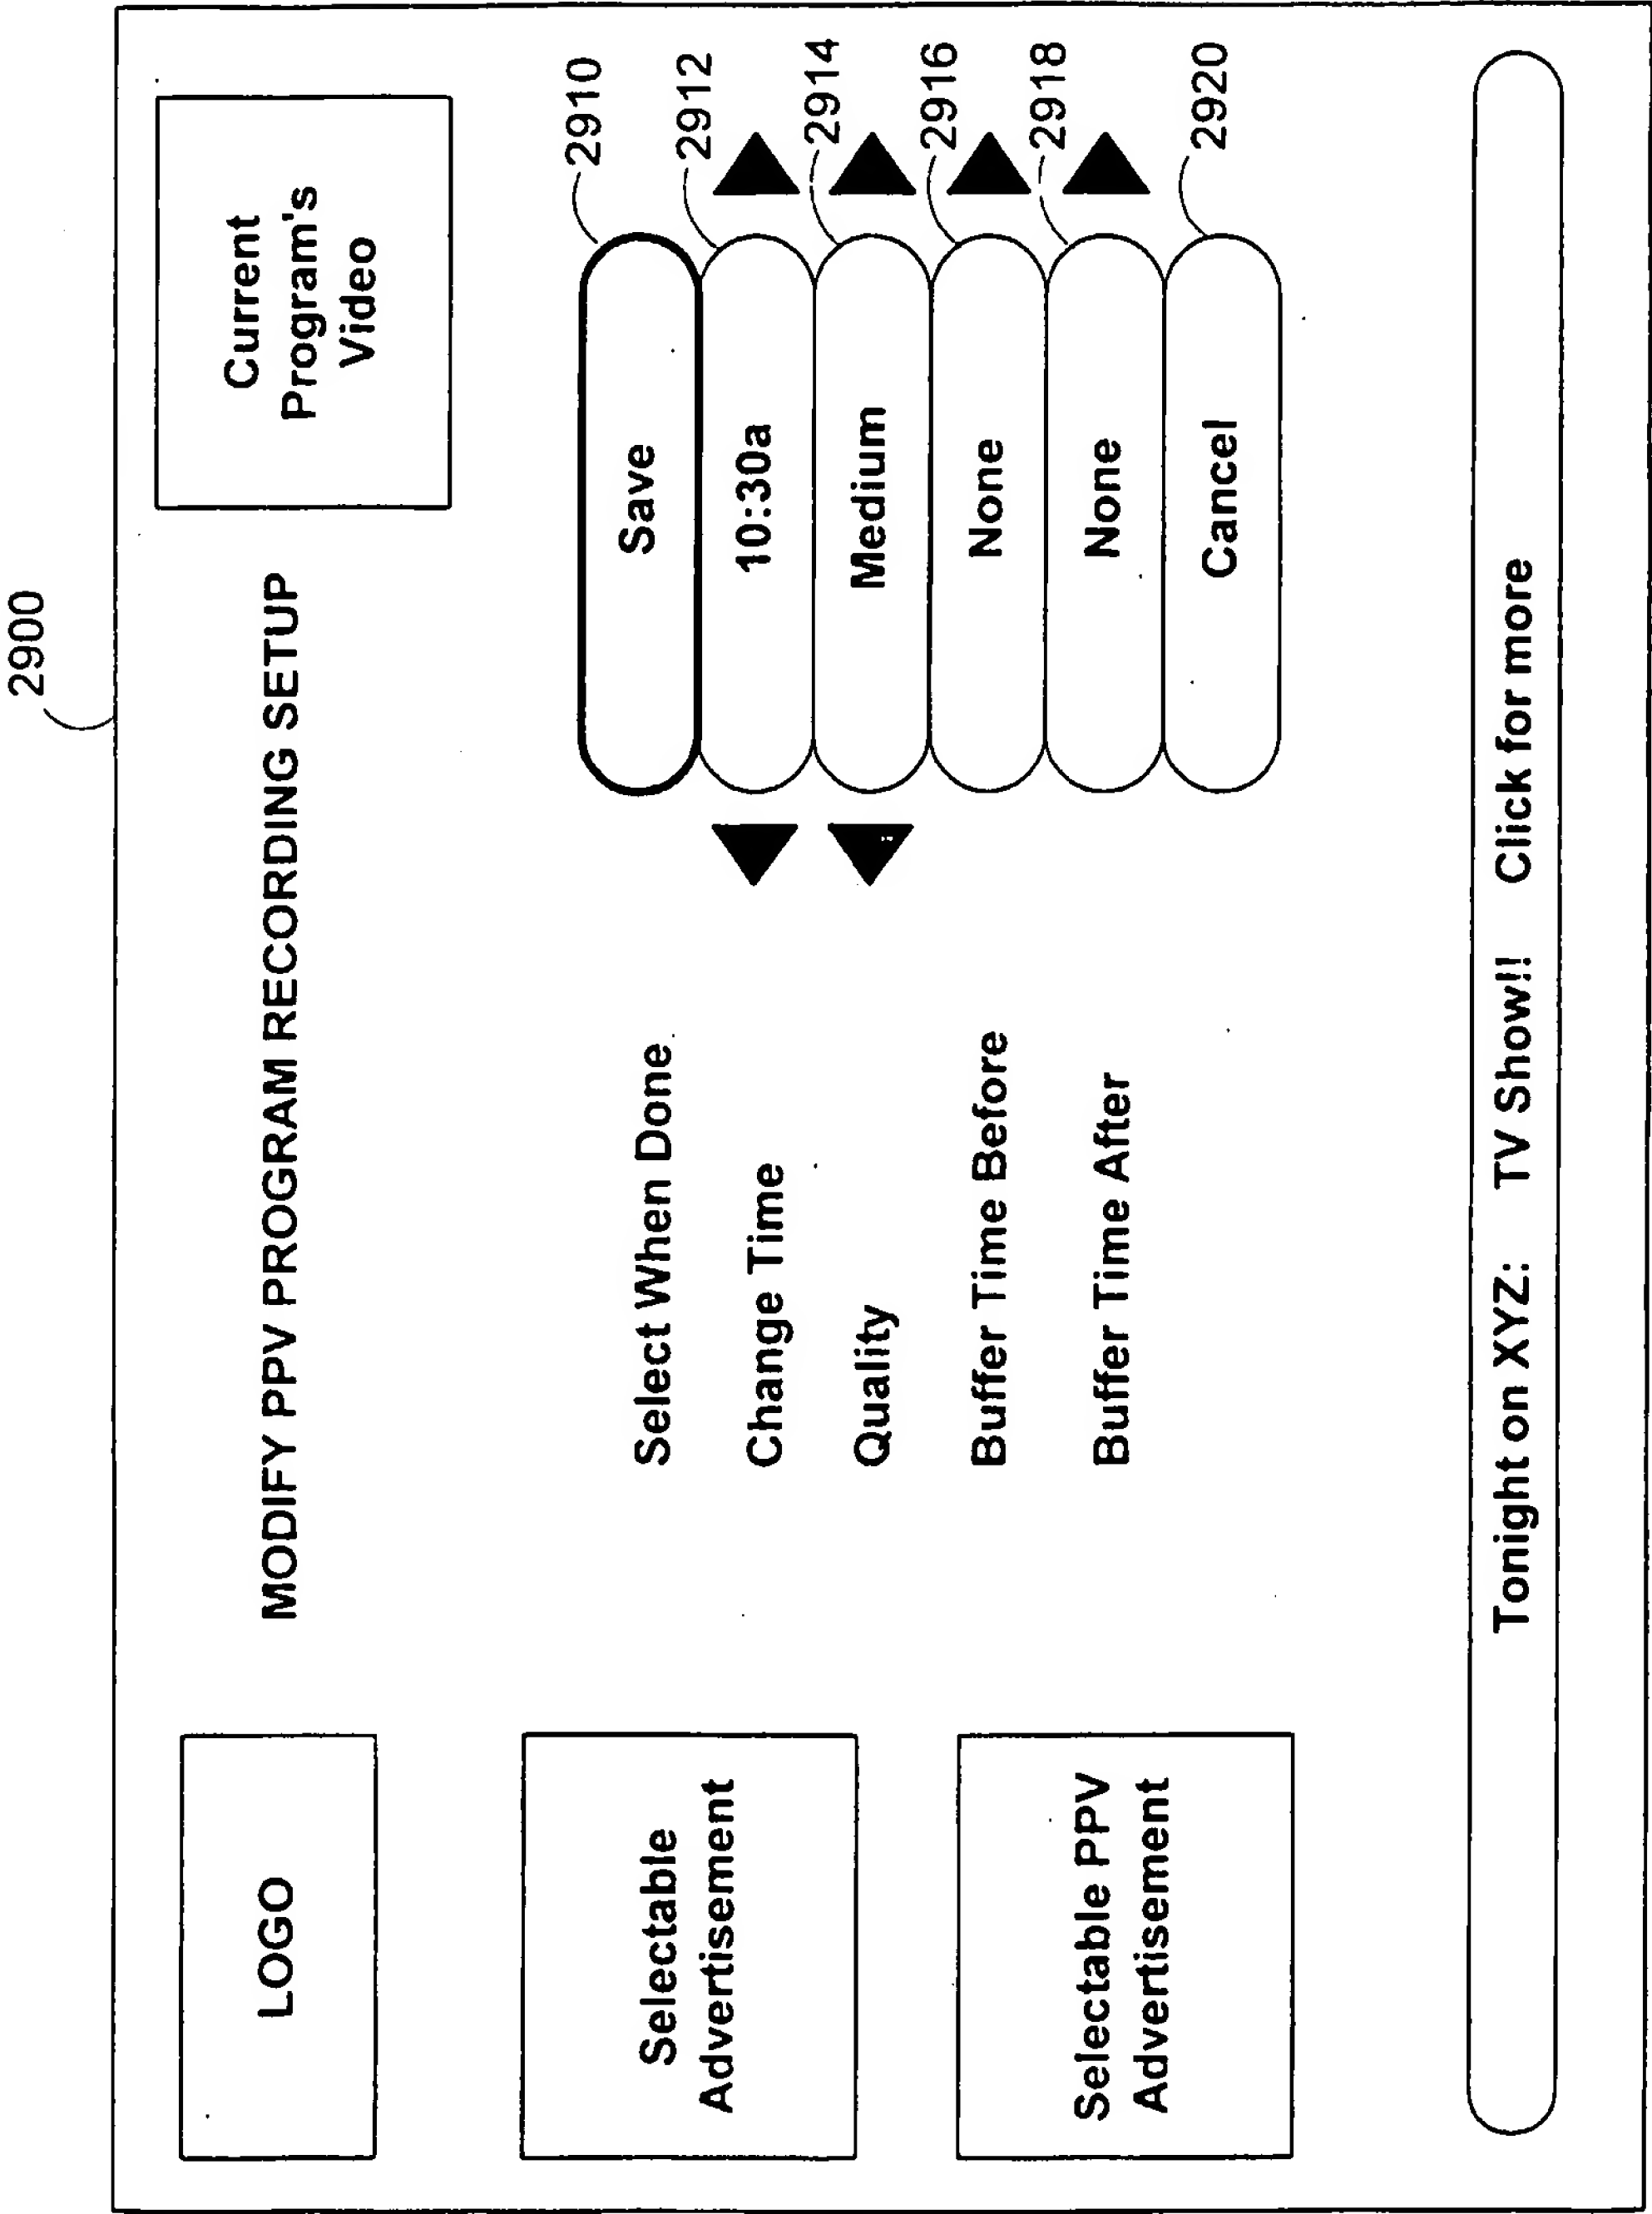 2900
LOGO
MODIFY PPV PROGRAM RECORDING SETUP
Current
Program's
Video
Selectable
Advertisement
Selectable PPV
Advertisement
Select When Done
Save
2910
Change Time
10:30a
2912
Quality
Medium
2914
Buffer Time Before
None
2916
Buffer Time After
None
2918
Cancel
2920
Tonight on XYZ: TV Show!! Click for more